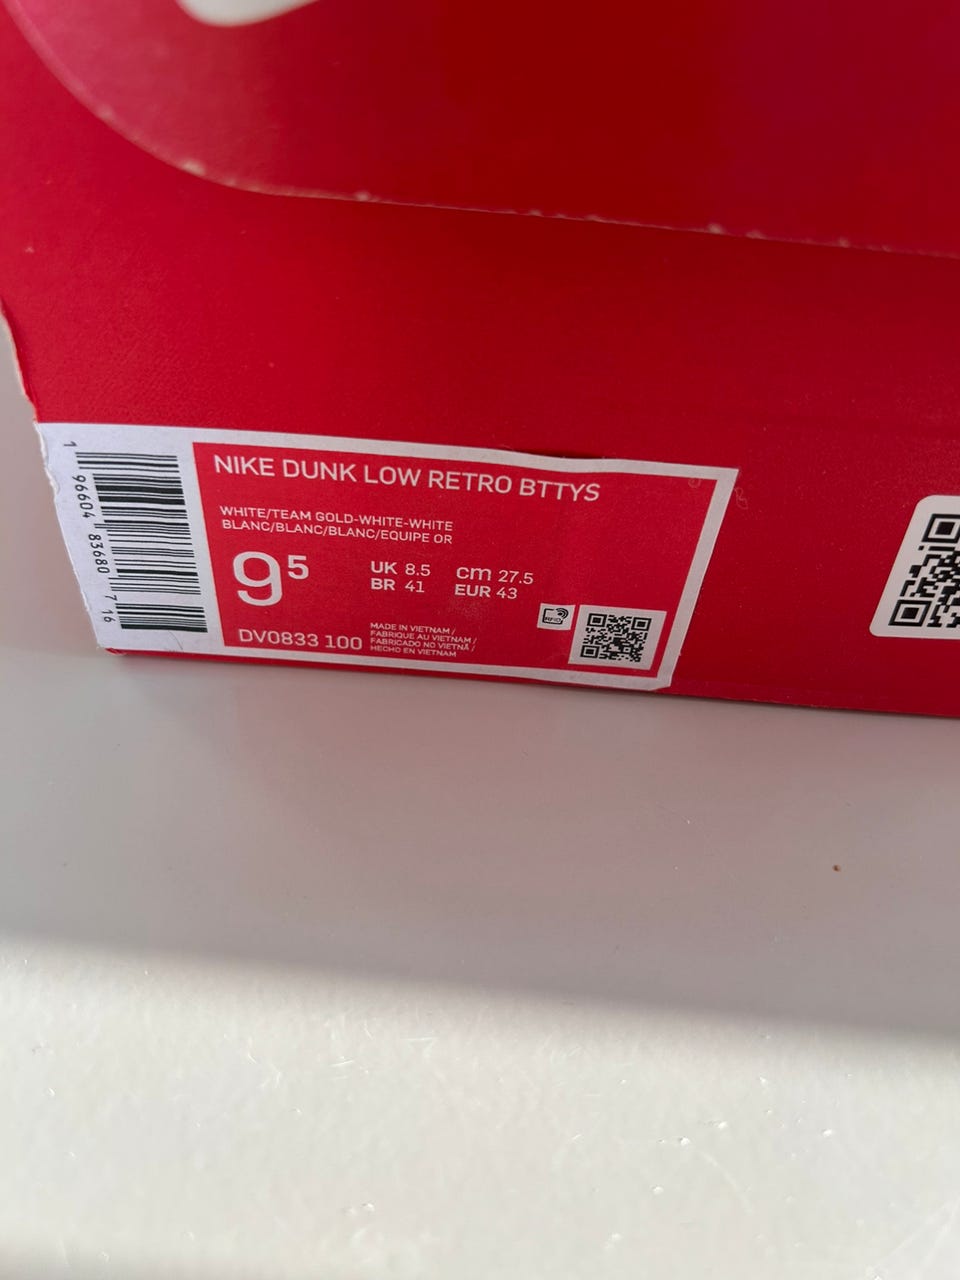 NIKE DUNK LOW RETRO BTTYS
WHITE/TEAM GOLD-WHITE-WHITE
BLANC/BLANC/BLANC/EQUIPE OR
9⁵
UK 8.5 cm 27.5
BR 41 EUR 43
DV0833 100
MADE IN VIETNAM /
FABRIQUE AU VIETNAM /
FABRICADO NO VIETNÃ /
HECHO EN VIETNAM
RFID
1 96604 83680 7 16